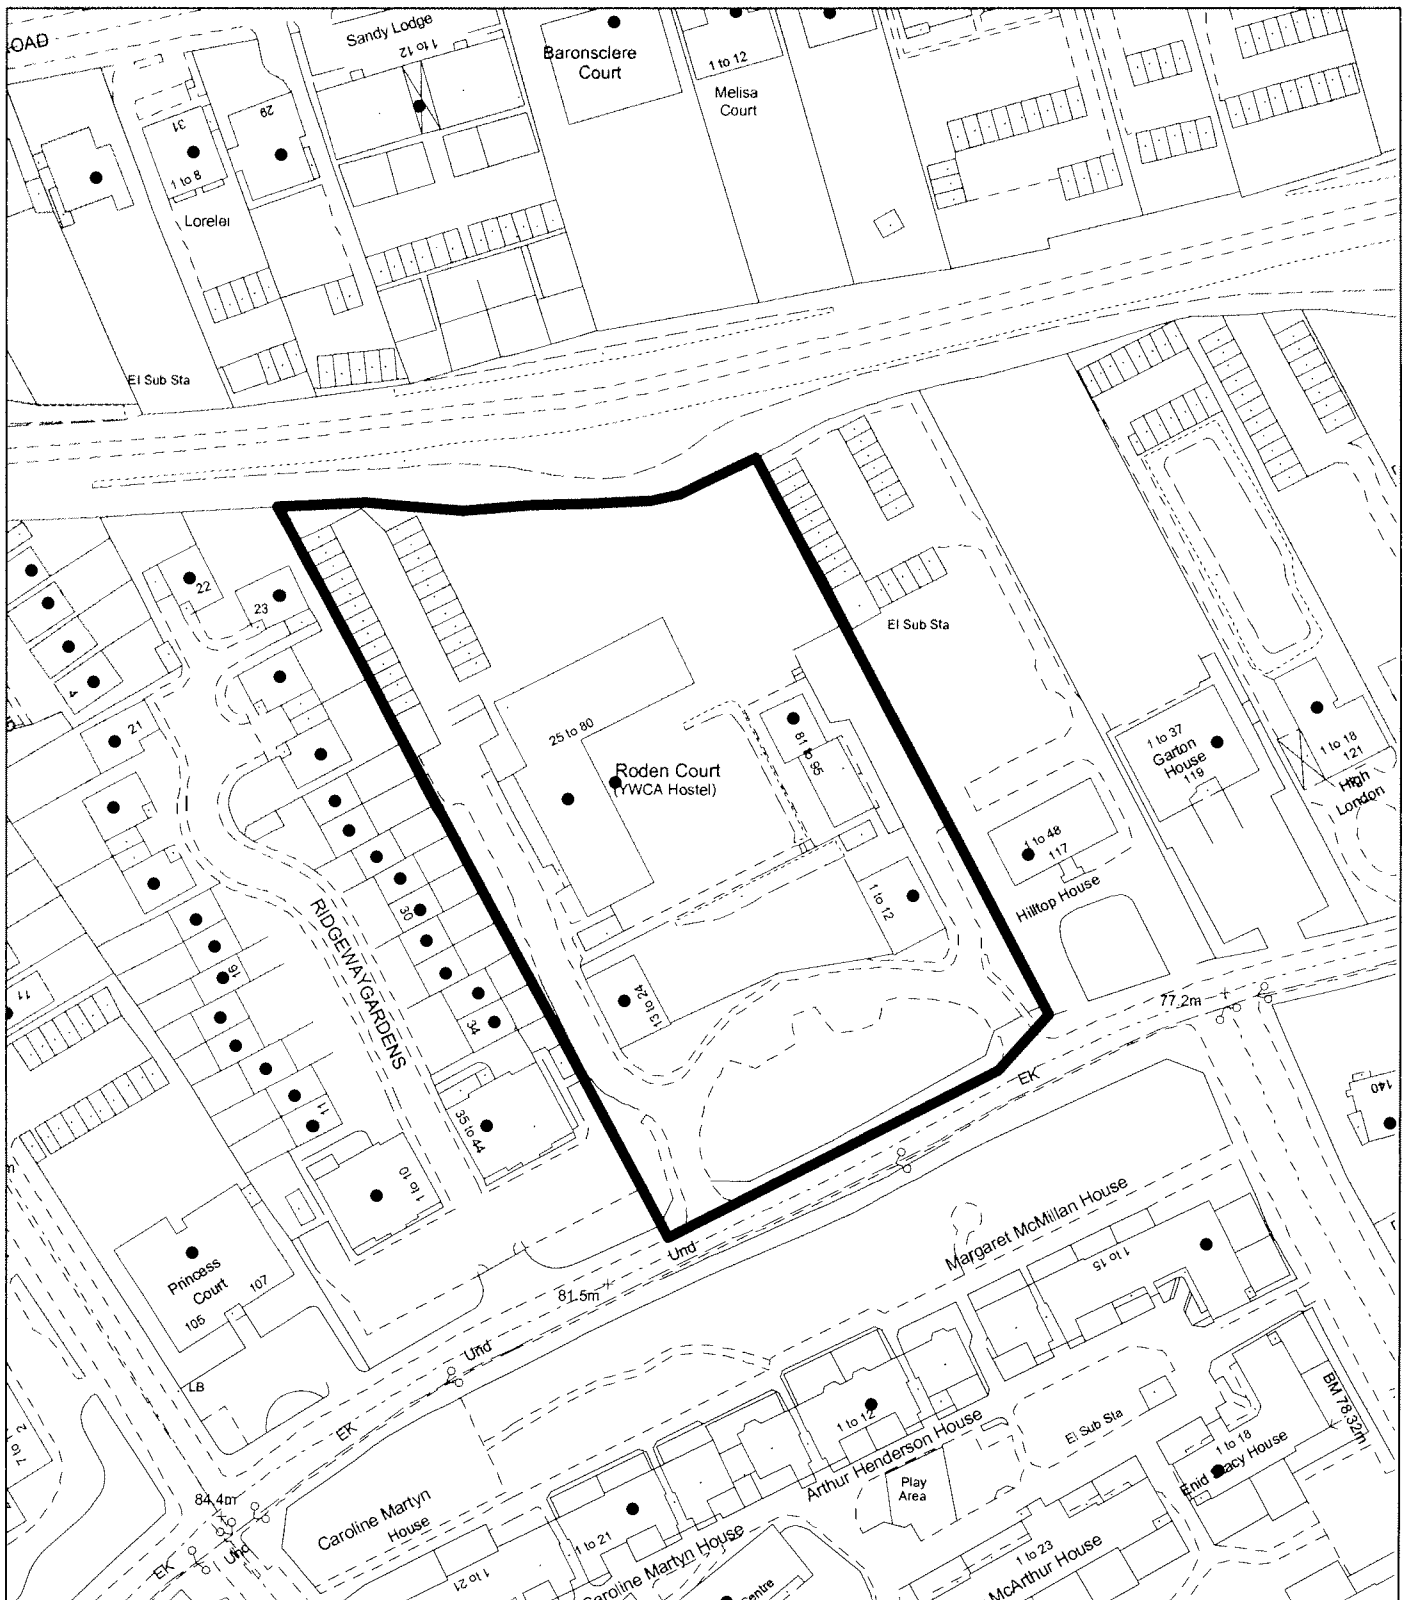 OAD
Sandy Lodge
1 to 12
Baronsclere
Court
1 to 12
Melisa
Court
31
1 to 8
29
Lorelei
El Sub Sta
22
23
4
21
El Sub Sta
25 to 80
81 to 95
Roden Court
(YWCA Hostel)
1 to 37
Garton
House
119
1 to 18
121
High
London
1 to 48
117
Hilltop House
1 to 12
RIDGEWAY GARDENS
30
16
11
34
13 to 24
77.2m
EK
140
11
35 to 44
1 to 10
Margaret McMillan House
1 to 15
Princess
Court
107
105
Und
81.5m
Und
LB
EK
7 to 2
1 to 12
Arthur Henderson House
El Sub Sta
BM 78.32m
1 to 18
Enid Stacy House
Play
Area
84.4m
Caroline Martyn
House
EK
Und
1 to 21
1 to 21
Caroline Martyn House
Centre
1 to 23
McArthur House